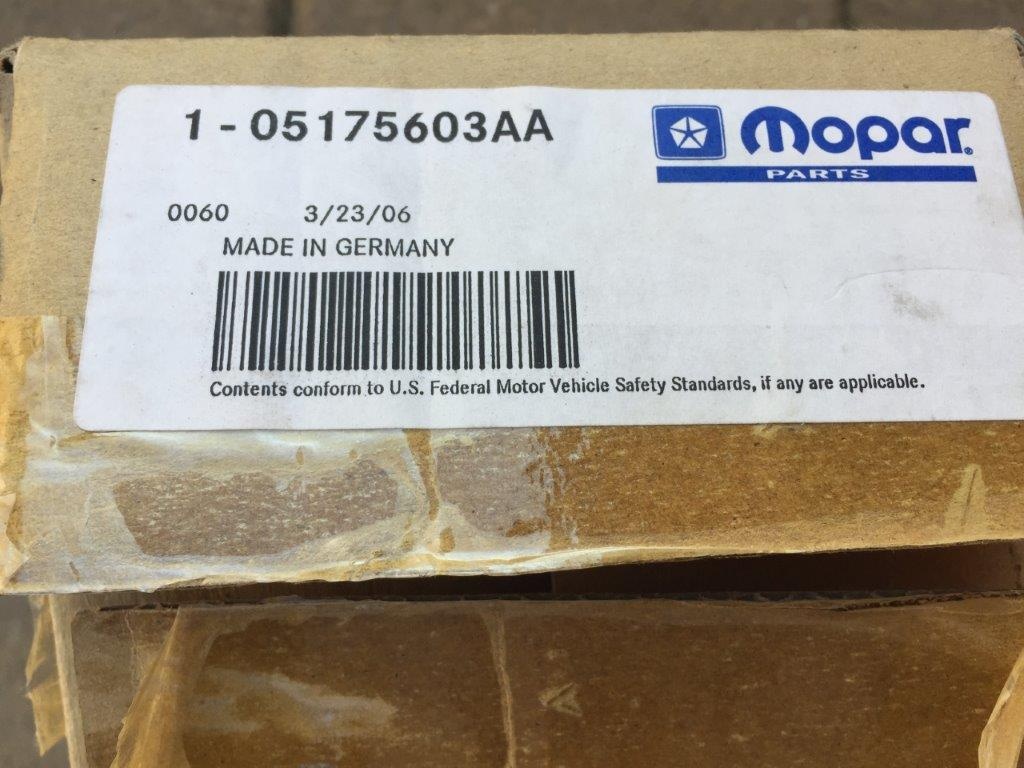 1 - 05175603AA
Mopar®
PARTS
0060 3/23/06
MADE IN GERMANY
Contents conform to U.S. Federal Motor Vehicle Safety Standards, if any are applicable.